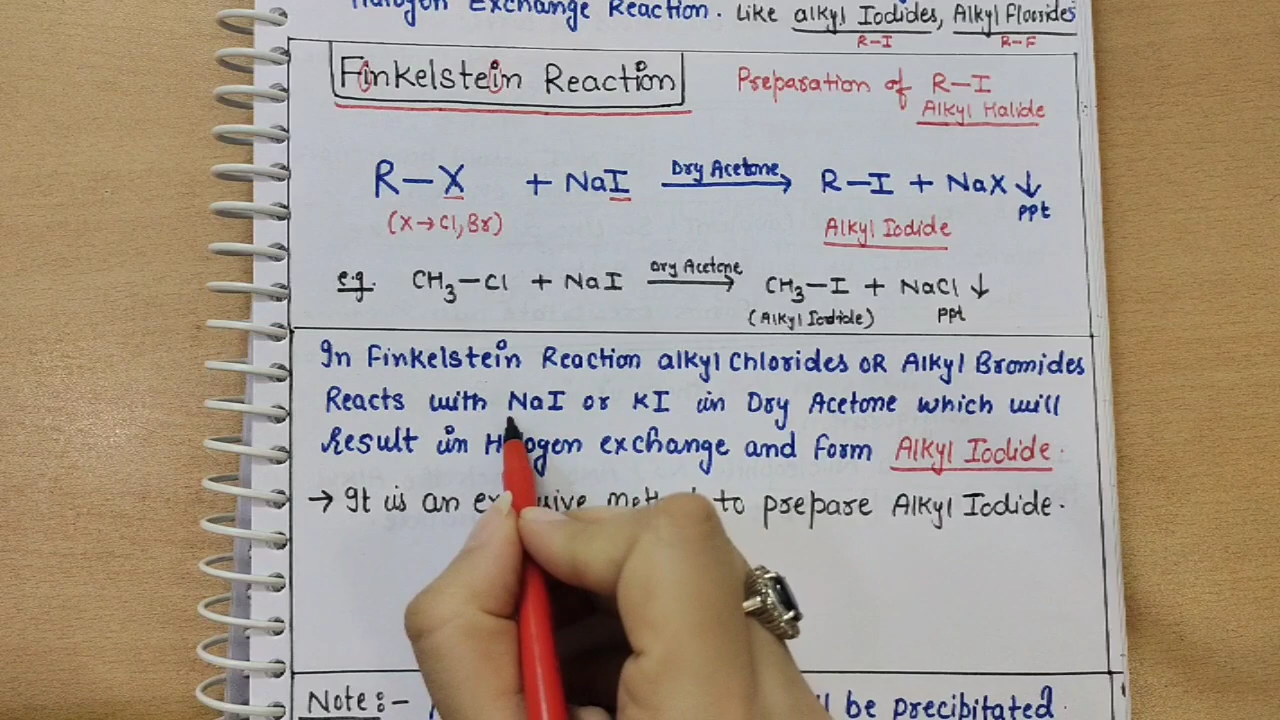 Halogen Exchange Reaction. Like alkyl Iodides, Alkyl Flourides
R-I R-F
Finkelstein Reaction
Preparation of R-I
Alkyl Halide
R-X + NaI Dry Acetone → R-I + NaX ↓
ppt
(X→Cl, Br)
Alkyl Iodide
e.g. CH3-Cl + NaI Dry Acetone → CH3-I + NaCl ↓
(Alkyl Iodide) ppt
In Finkelstein Reaction alkyl chlorides OR Alkyl Bromides
Reacts with NaI or KI in Dry Acetone which will
Result in Halogen exchange and form Alkyl Iodide.
→ It is an to prepare Alkyl Iodide.
Note:- be precibitated.